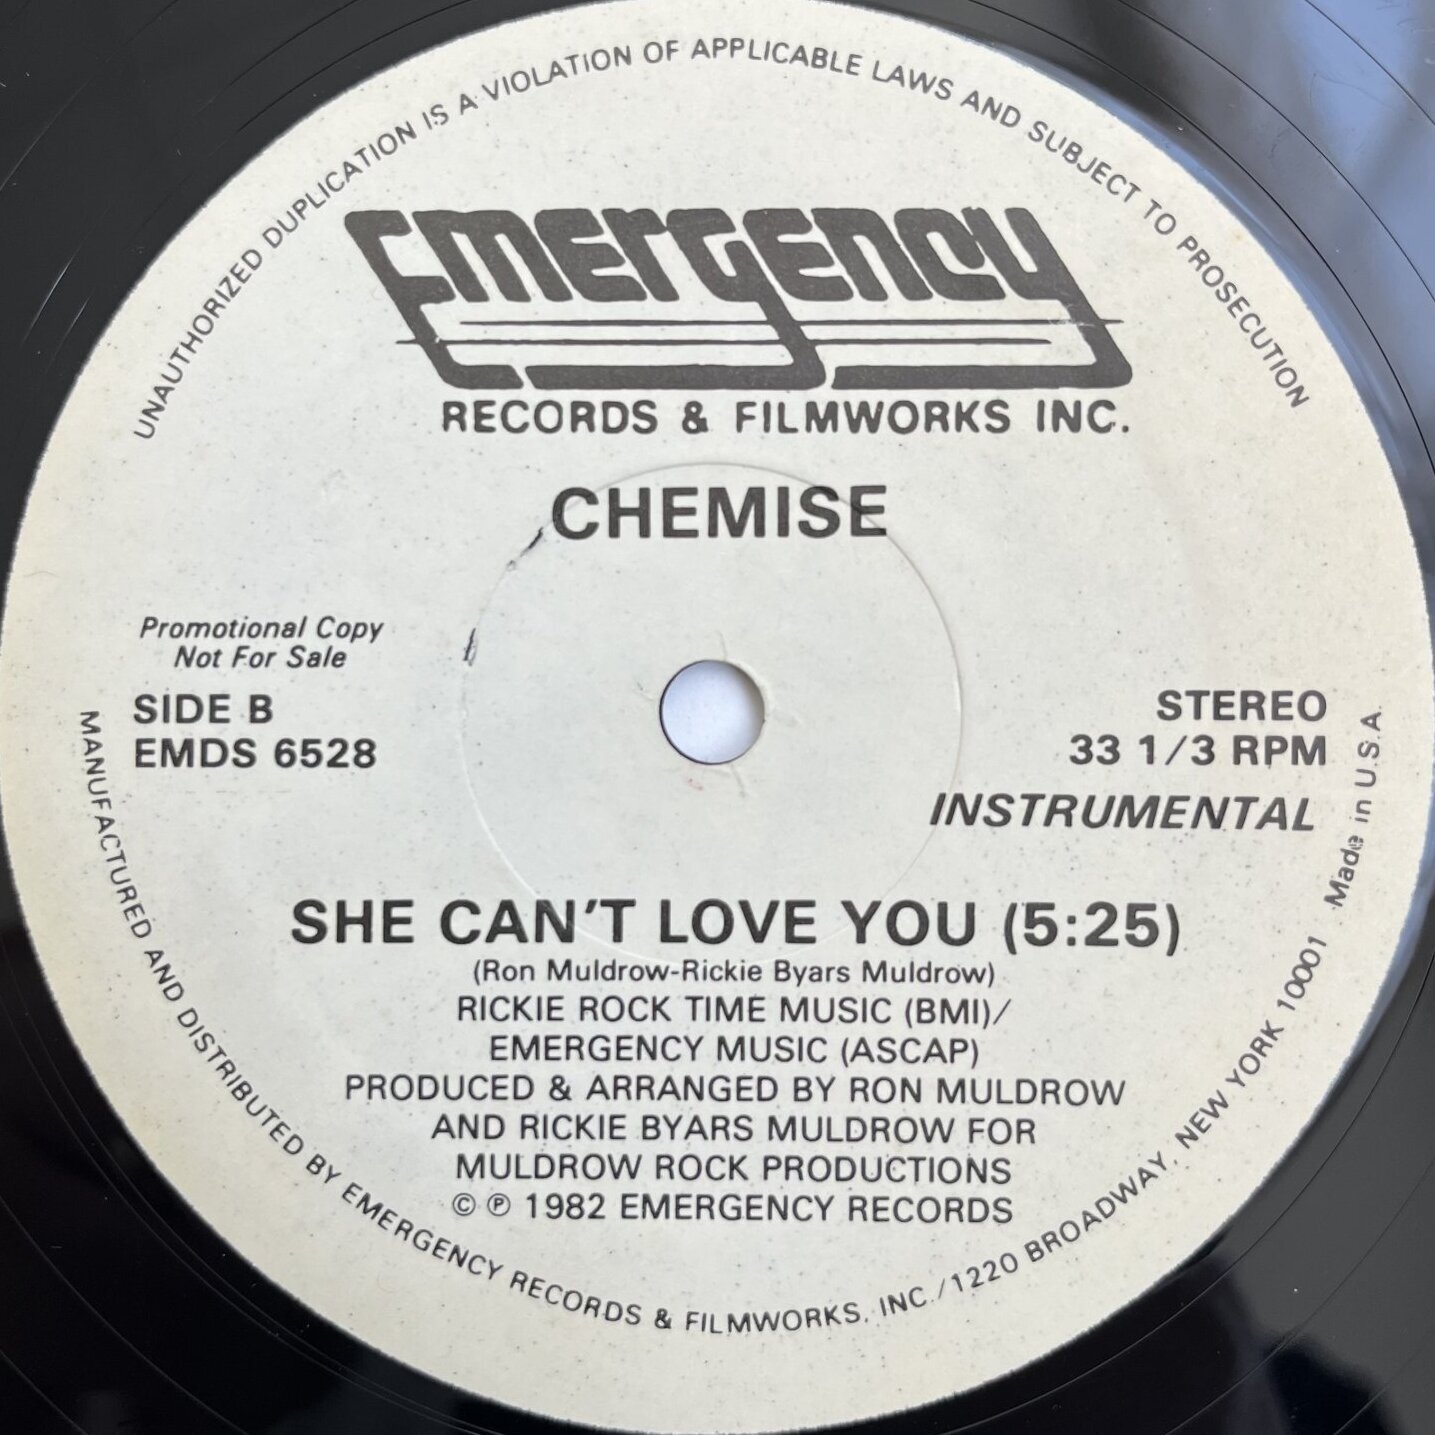 UNAUTHORIZED DUPLICATION IS A VIOLATION OF APPLICABLE LAWS AND SUBJECT TO PROSECUTION
Emergency
RECORDS & FILMWORKS INC.
CHEMISE
Promotional Copy
Not For Sale
SIDE B
EMDS 6528
STEREO
33 1/3 RPM
INSTRUMENTAL
SHE CAN'T LOVE YOU (5:25)
(Ron Muldrow-Rickie Byars Muldrow)
RICKIE ROCK TIME MUSIC (BMI)/
EMERGENCY MUSIC (ASCAP)
PRODUCED & ARRANGED BY RON MULDROW
AND RICKIE BYARS MULDROW FOR
MULDROW ROCK PRODUCTIONS
© ℗ 1982 EMERGENCY RECORDS
MANUFACTURED AND DISTRIBUTED BY EMERGENCY RECORDS & FILMWORKS, INC./1220 BROADWAY, NEW YORK 10001 Made in U.S.A.